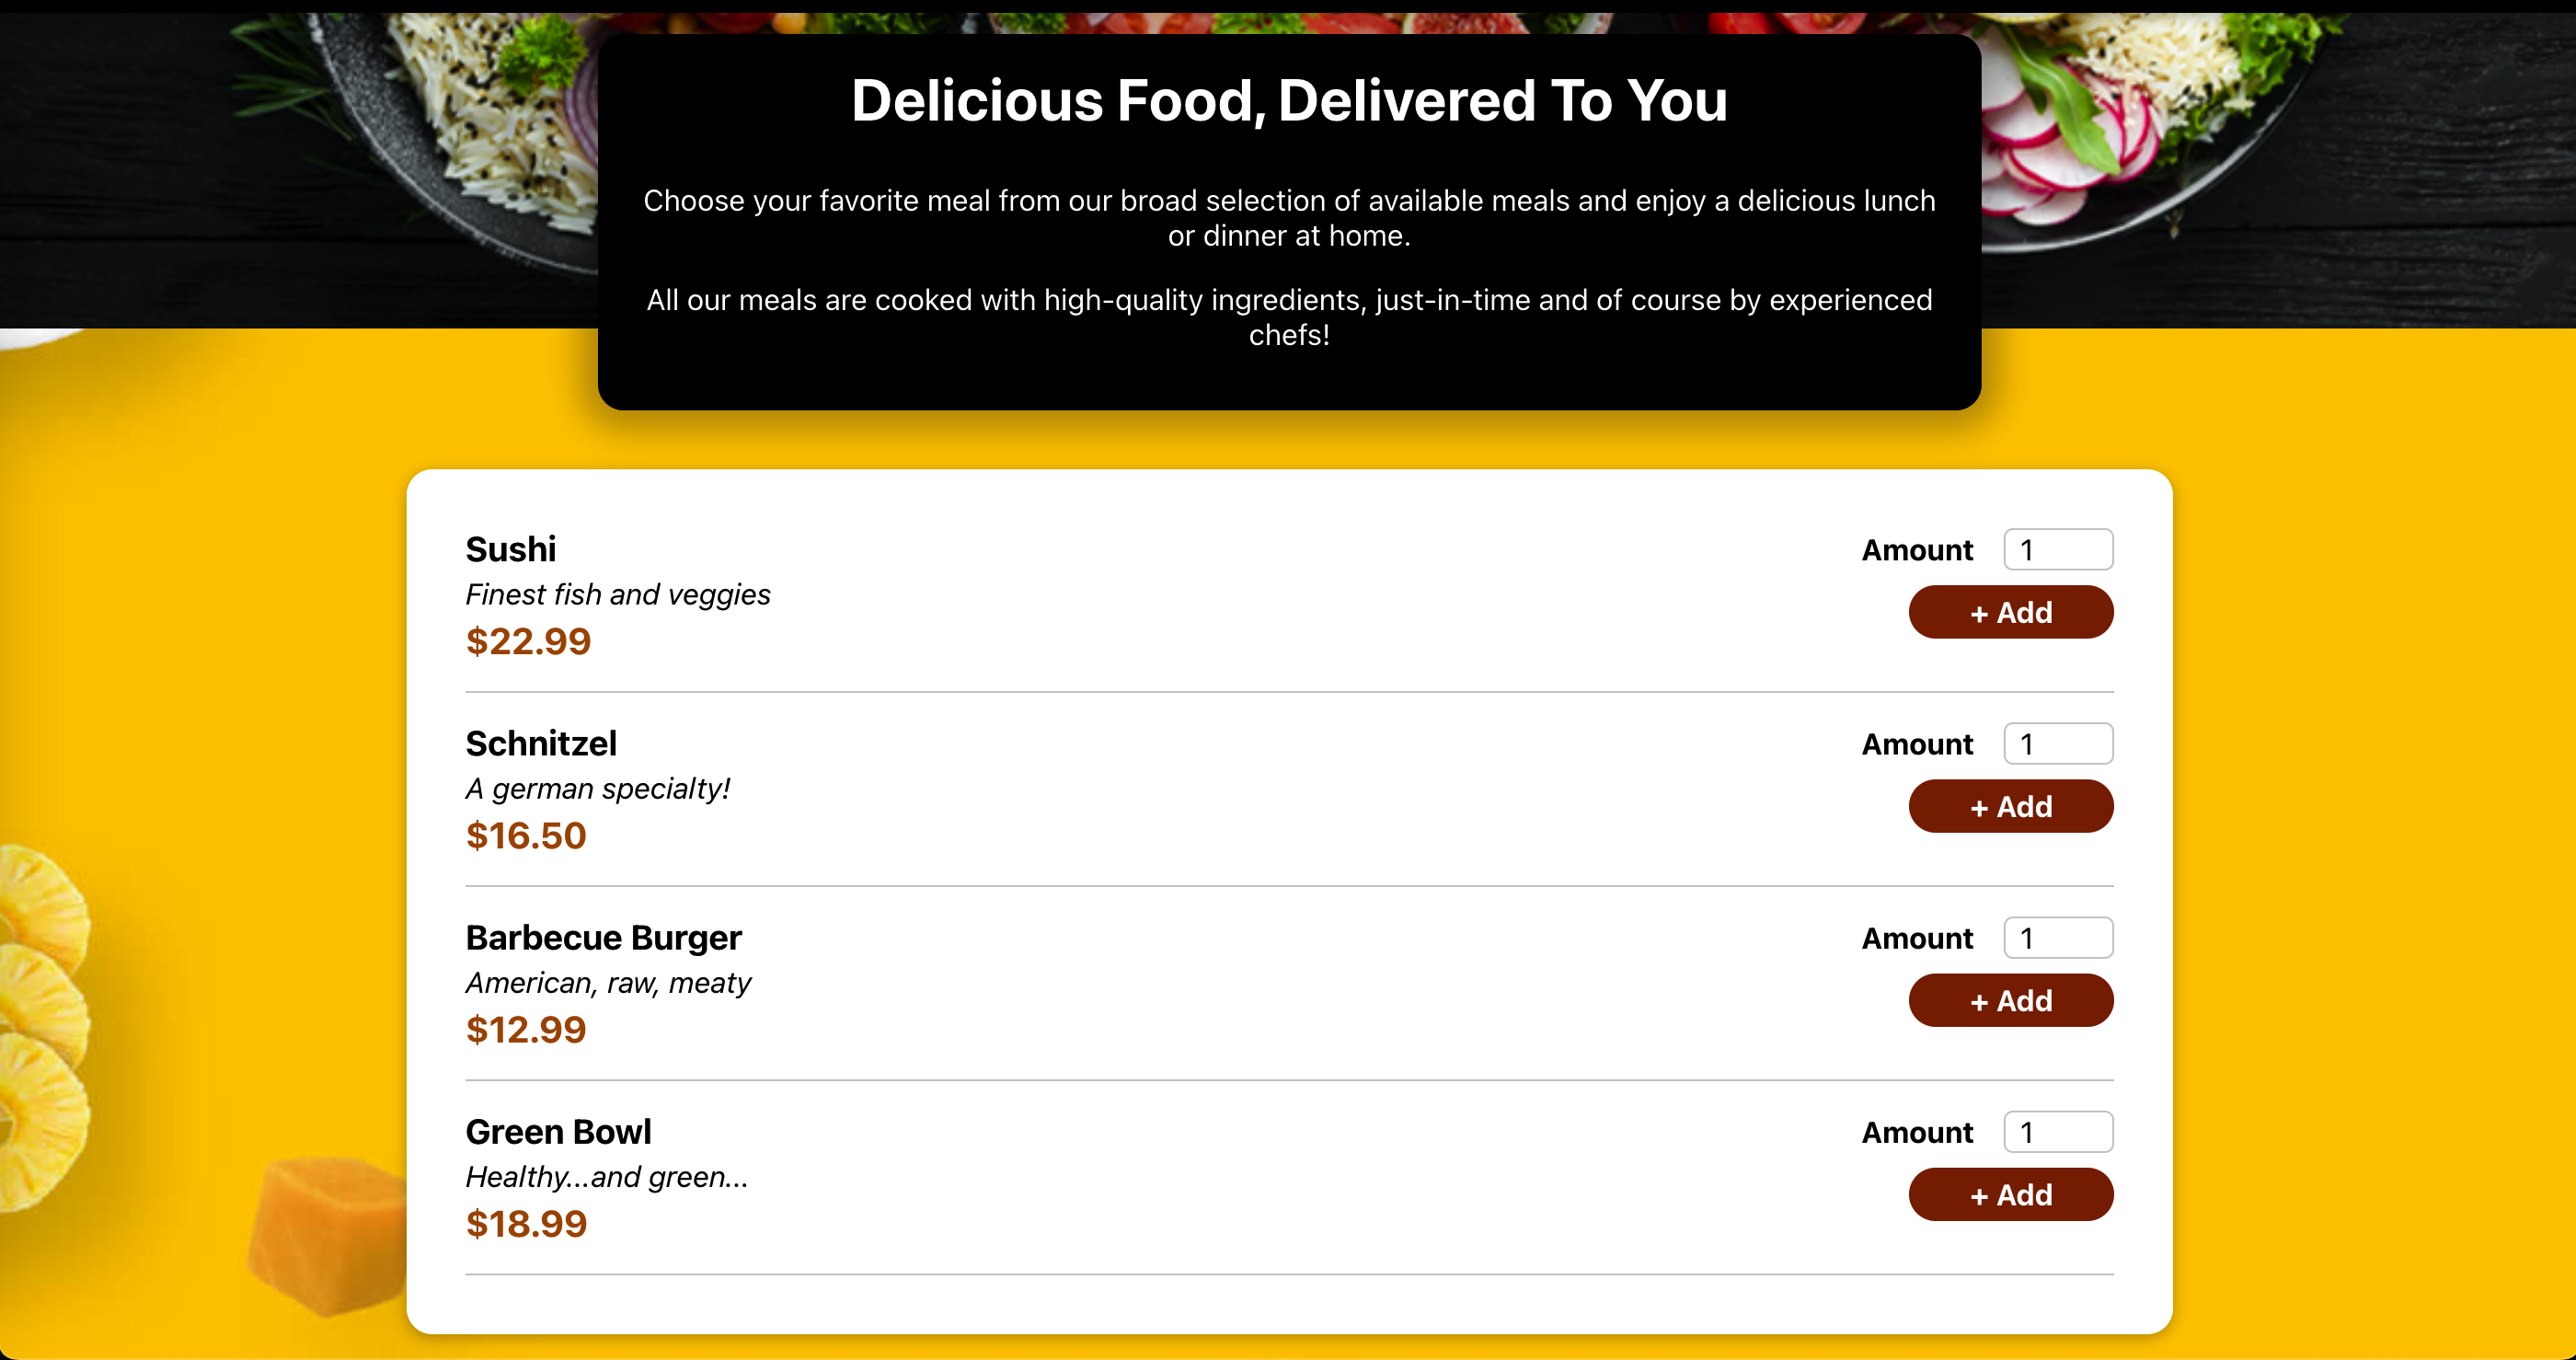 Delicious Food, Delivered To You
Choose your favorite meal from our broad selection of available meals and enjoy a delicious lunch
or dinner at home.
All our meals are cooked with high-quality ingredients, just-in-time and of course by experienced
chefs!
Sushi
Finest fish and veggies
$22.99
Amount 1
+ Add
Schnitzel
A german specialty!
$16.50
Amount 1
+ Add
Barbecue Burger
American, raw, meaty
$12.99
Amount 1
+ Add
Green Bowl
Healthy...and green...
$18.99
Amount 1
+ Add